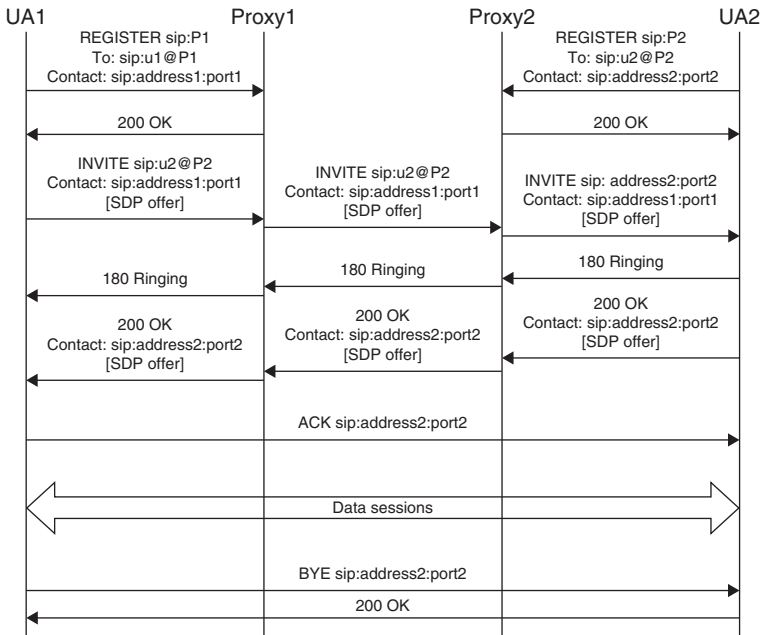 UA1
Proxy1
Proxy2
UA2
REGISTER sip:P1
To: sip:u1@P1
Contact: sip:address1:port1
REGISTER sip:P2
To: sip:u2@P2
Contact: sip:address2:port2
200 OK
200 OK
INVITE sip:u2@P2
Contact: sip:address1:port1
[SDP offer]
INVITE sip:u2@P2
Contact: sip:address1:port1
[SDP offer]
INVITE sip: address2:port2
Contact: sip:address1:port1
[SDP offer]
180 Ringing
180 Ringing
180 Ringing
200 OK
Contact: sip:address2:port2
[SDP offer]
200 OK
Contact: sip:address2:port2
[SDP offer]
200 OK
Contact: sip:address2:port2
[SDP offer]
ACK sip:address2:port2
Data sessions
BYE sip:address2:port2
200 OK